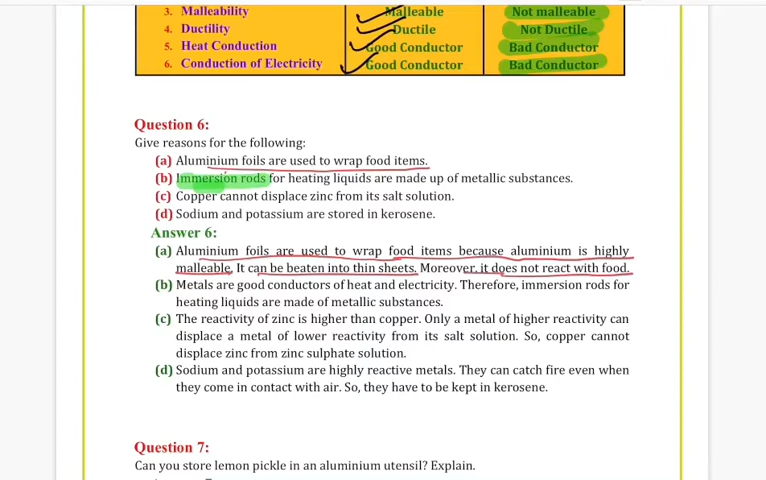 3. Malleability Malleable Not malleable
4. Ductility Ductile Not Ductile
5. Heat Conduction Good Conductor Bad Conductor
6. Conduction of Electricity Good Conductor Bad Conductor
Question 6:
Give reasons for the following:
(a) Aluminium foils are used to wrap food items.
(b) Immersion rods for heating liquids are made up of metallic substances.
(c) Copper cannot displace zinc from its salt solution.
(d) Sodium and potassium are stored in kerosene.
Answer 6:
(a) Aluminium foils are used to wrap food items because aluminium is highly
malleable. It can be beaten into thin sheets. Moreover, it does not react with food.
(b) Metals are good conductors of heat and electricity. Therefore, immersion rods for
heating liquids are made of metallic substances.
(c) The reactivity of zinc is higher than copper. Only a metal of higher reactivity can
displace a metal of lower reactivity from its salt solution. So, copper cannot
displace zinc from zinc sulphate solution.
(d) Sodium and potassium are highly reactive metals. They can catch fire even when
they come in contact with air. So, they have to be kept in kerosene.
Question 7:
Can you store lemon pickle in an aluminium utensil? Explain.